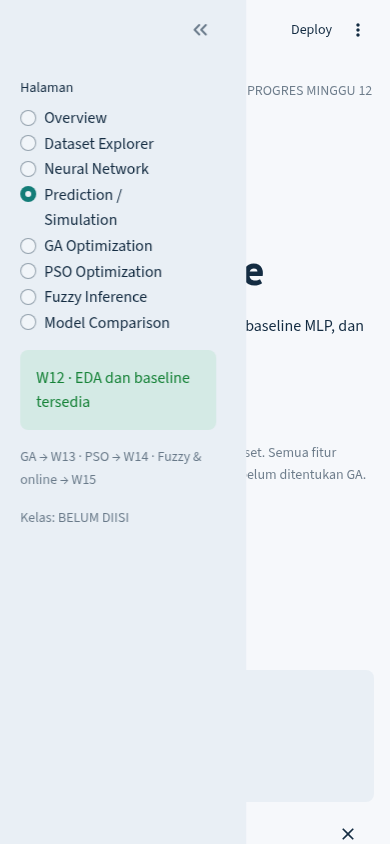 Deploy
PROGRES MINGGU 12
Halaman
Overview
Dataset Explorer
Neural Network
Prediction /
Simulation
GA Optimization
PSO Optimization
Fuzzy Inference
Model Comparison
W12 · EDA dan baseline
tersedia
GA → W13 · PSO → W14 · Fuzzy &
online → W15
Kelas: BELUM DIISI
e
baseline MLP, dan
set. Semua fitur
elum ditentukan GA.